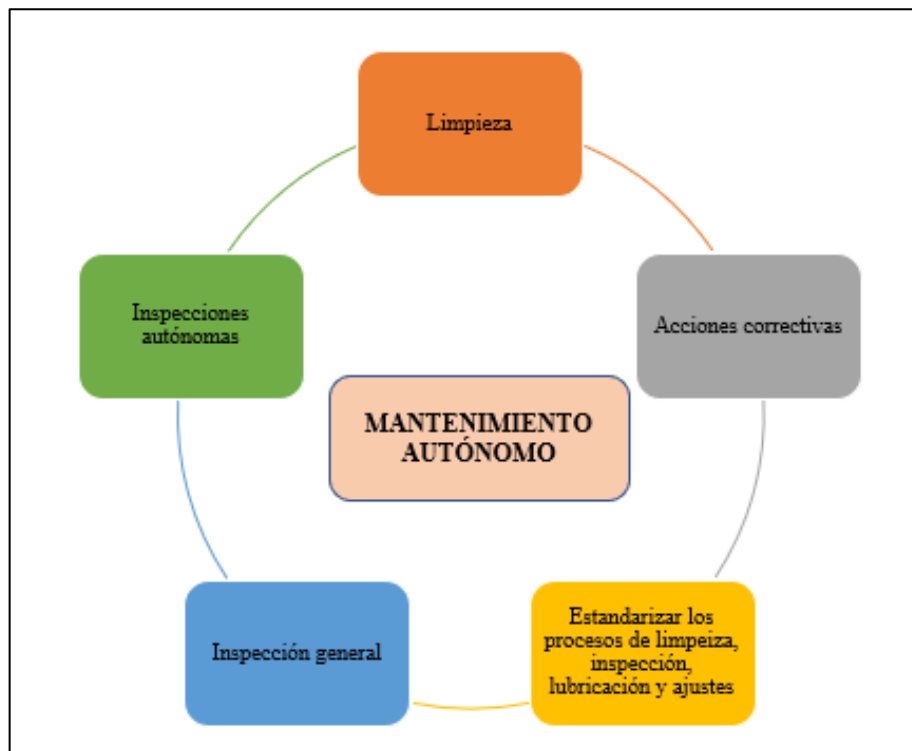 Limpieza
Acciones correctivas
Estandarizar los
procesos de limpeiza,
inspección,
lubricación y ajustes
Inspección general
Inspecciones
autónomas
MANTENIMIENTO
AUTÓNOMO